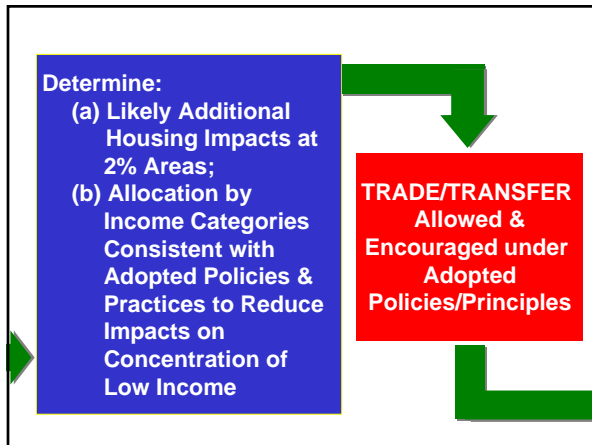 Determine:
(a) Likely Additional
Housing Impacts at
2% Areas;
(b) Allocation by
Income Categories
Consistent with
Adopted Policies &
Practices to Reduce
Impacts on
Concentration of
Low Income
TRADE/TRANSFER
Allowed &
Encouraged under
Adopted
Policies/Principles